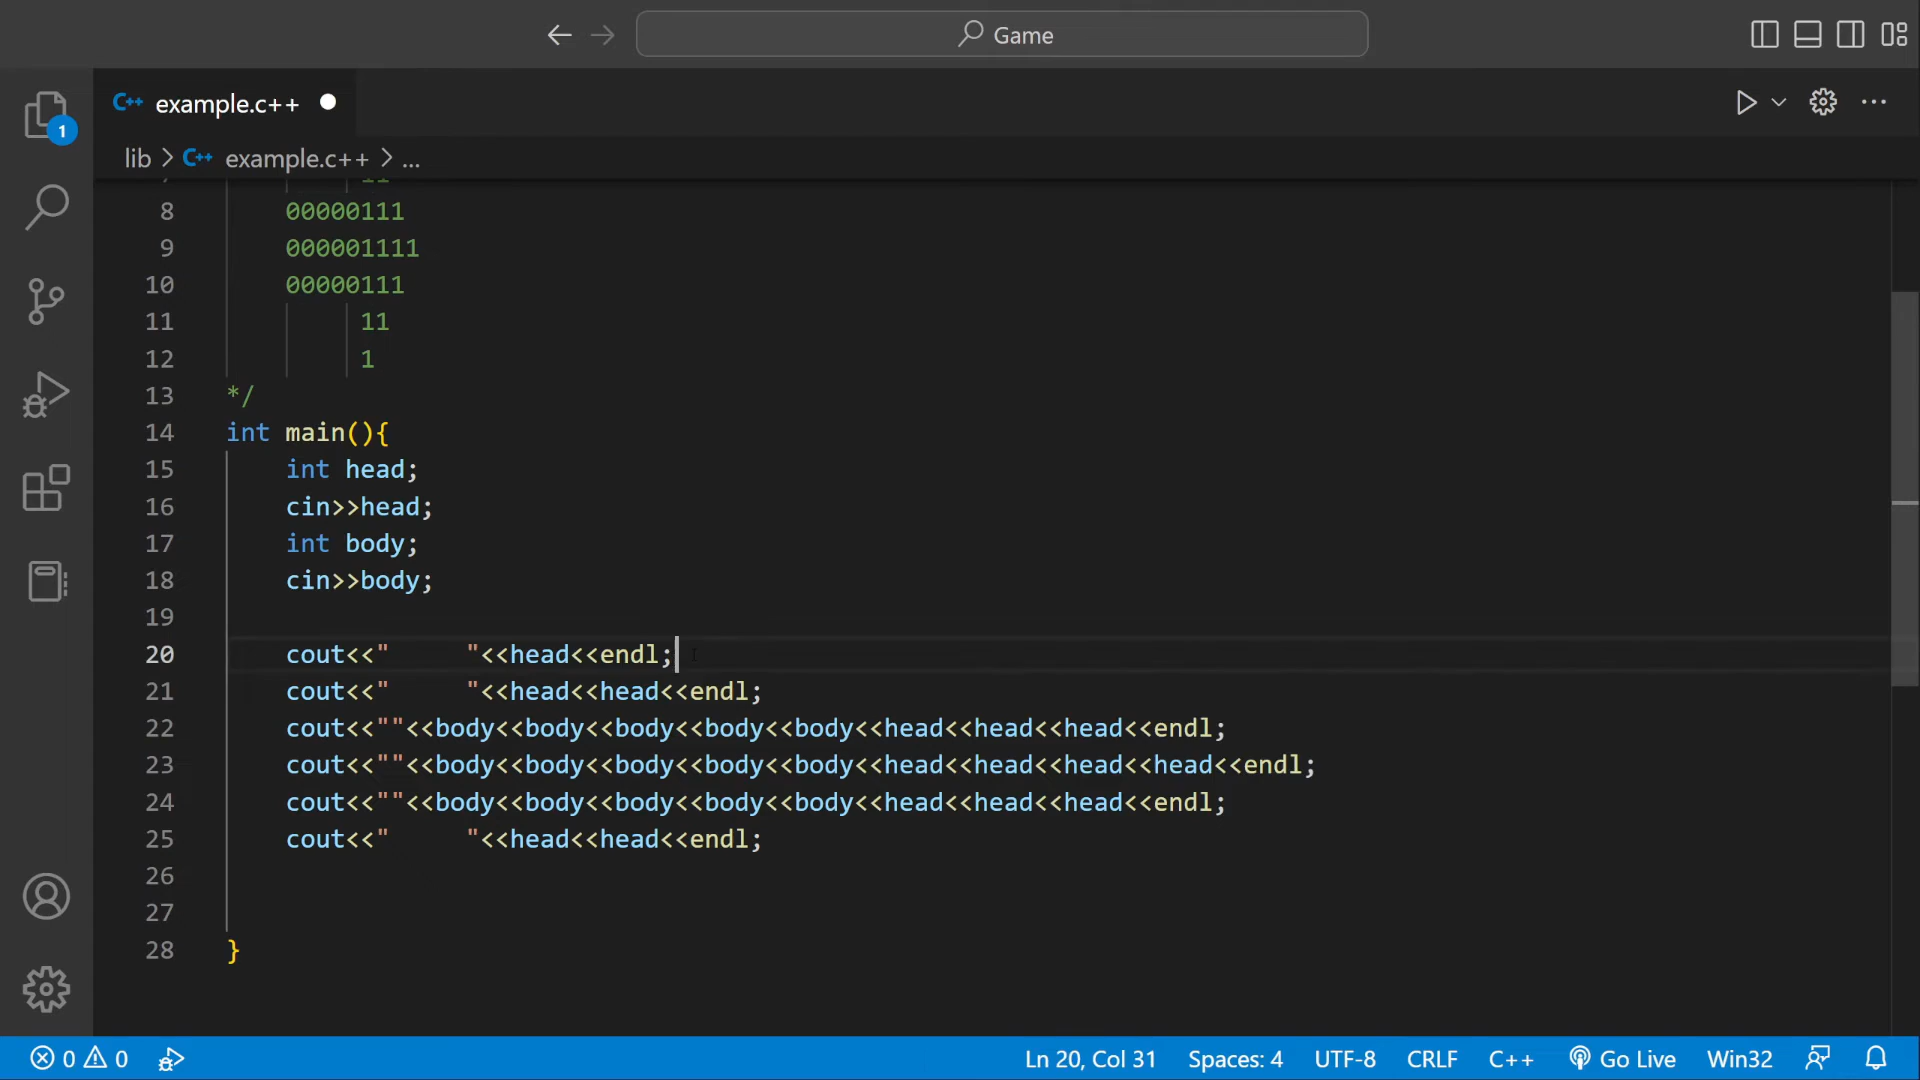 Game
example.c++
lib > example.c++ > ...
8 00000111
9 000001111
10 00000111
11 11
12 1
13 */
14 int main(){
15     int head;
16     cin>>head;
17     int body;
18     cin>>body;
19
20     cout<<"     "<<head<<endl;
21     cout<<"     "<<head<<head<<endl;
22     cout<<""<<body<<body<<body<<body<<body<<head<<head<<head<<endl;
23     cout<<""<<body<<body<<body<<body<<body<<head<<head<<head<<head<<endl;
24     cout<<""<<body<<body<<body<<body<<body<<head<<head<<head<<endl;
25     cout<<"     "<<head<<head<<endl;
26
27
28 }
1
0 0 Ln 20, Col 31 Spaces: 4 UTF-8 CRLF C++ Go Live Win32